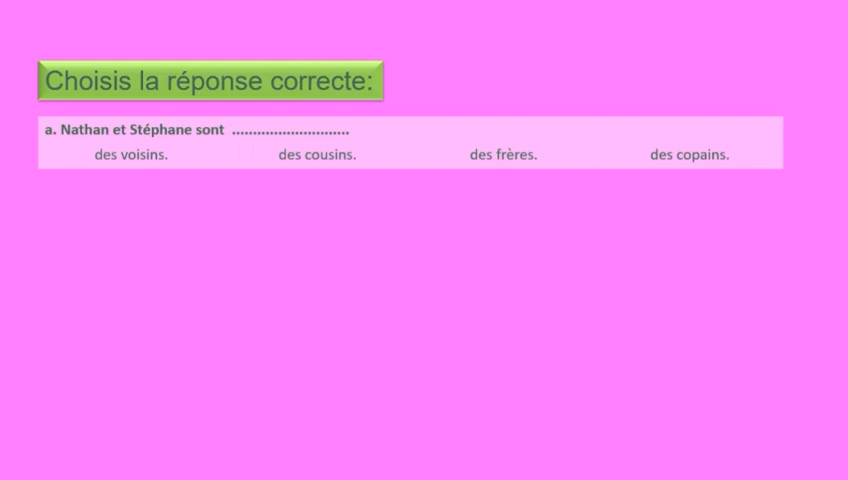 Choisis la réponse correcte:
a. Nathan et Stéphane sont ............................
des voisins. des cousins. des frères. des copains.